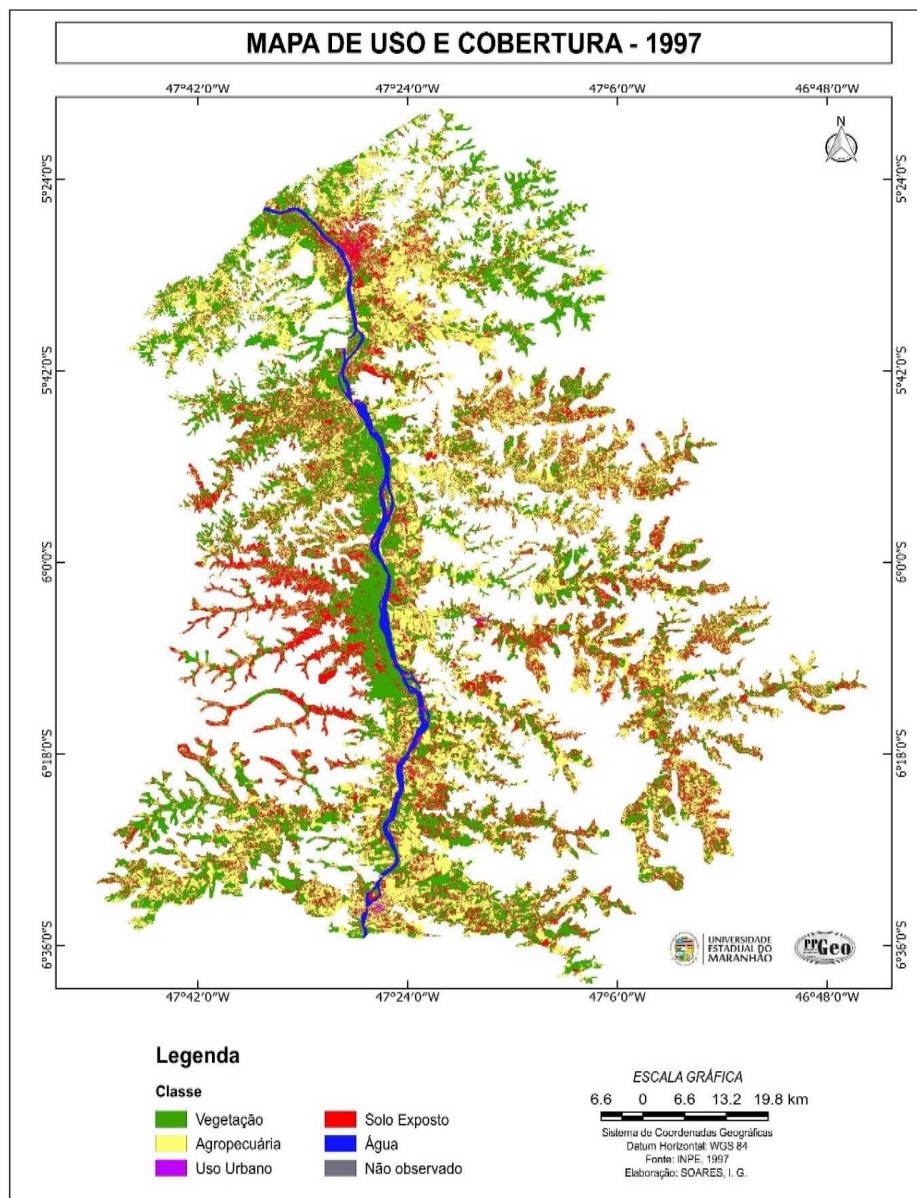 MAPA DE USO E COBERTURA - 1997
47°42'0"W 47°24'0"W 47°6'0"W 46°48'0"W
N
5°24'0"S 5°24'0"S
5°42'0"S 5°42'0"S
6°0'0"S 6°0'0"S
6°18'0"S 6°18'0"S
6°36'0"S 6°36'0"S
UNIVERSIDADE
ESTADUAL DO
MARANHÃO
PPGeo
47°42'0"W 47°24'0"W 47°6'0"W 46°48'0"W
Legenda
Classe
Vegetação Solo Exposto
Agropecuária Água
Uso Urbano Não observado
ESCALA GRÁFICA
6.6 0 6.6 13.2 19.8 km
Sistema de Coordenadas Geográficas
Datum Horizontal: WGS 84
Fonte: INPE, 1997
Elaboração: SOARES, I. G.